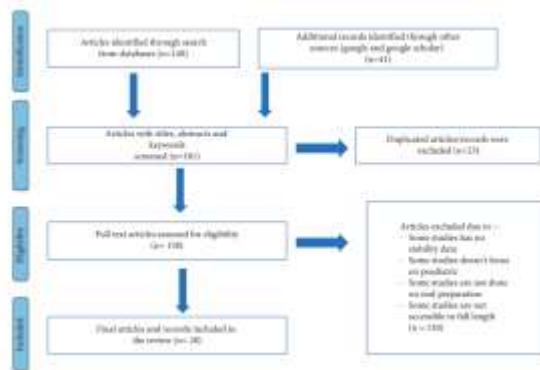 Identification
Articles identified through search
from databases (n=140)
Additional records identified through other
sources (google and google scholar)
(n=41)
Screening
Articles with titles, abstracts and
keywords
screened (n=181)
Duplicated articles/records were
excluded (n=23)
Eligibility
Full text articles assessed for eligibility
(n= 158)
Articles excluded due to –
- Some studies has no
stability data
- Some studies doesn't focus
on paediatric
- Some studies are not done
on oral preparation
- Some studies are not
accessible in full length
Included
Final articles and records included in
the review (n=